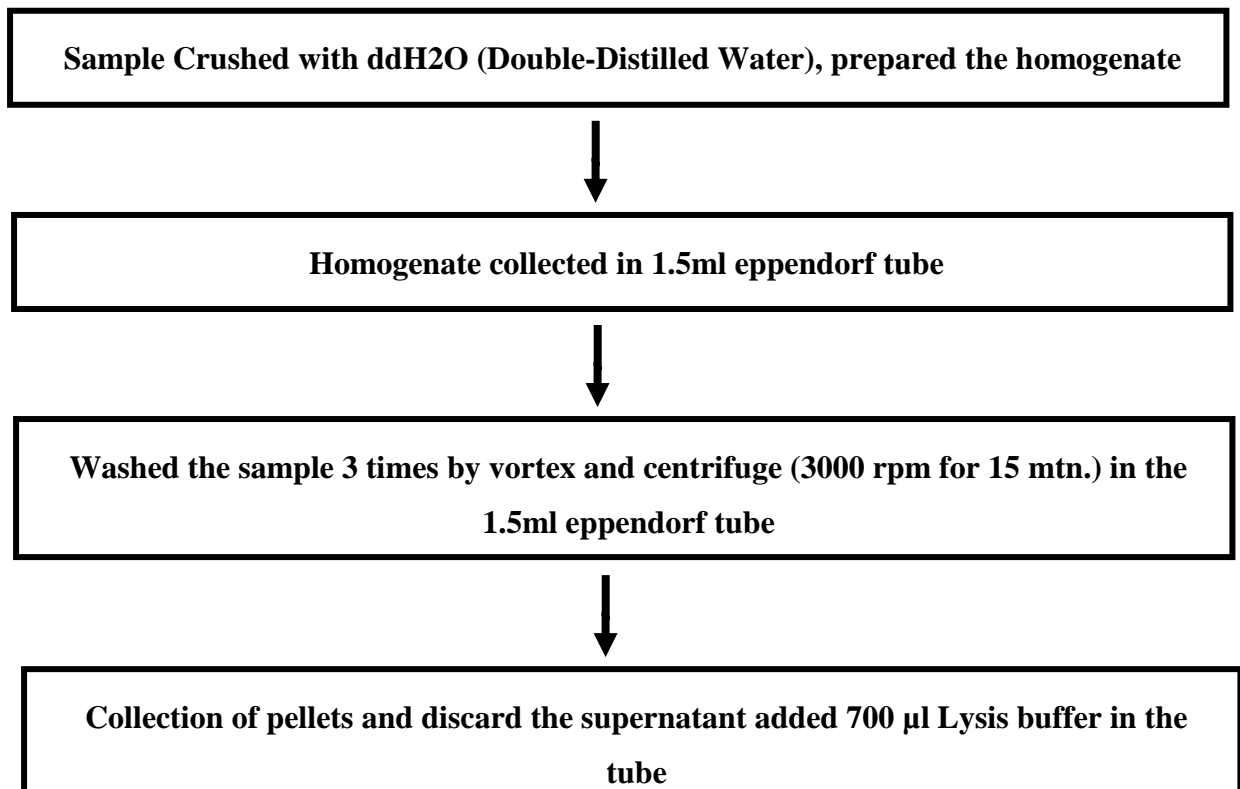 Sample Crushed with ddH2O (Double-Distilled Water), prepared the homogenate
Homogenate collected in 1.5ml eppendorf tube
Washed the sample 3 times by vortex and centrifuge (3000 rpm for 15 mtn.) in the
1.5ml eppendorf tube
Collection of pellets and discard the supernatant added 700 µl Lysis buffer in the
tube